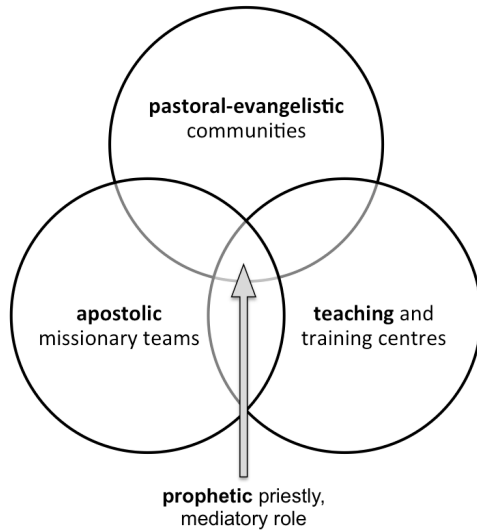 pastoral-evangelistic
communities
apostolic
missionary teams
teaching and
training centres
prophetic priestly,
mediatory role